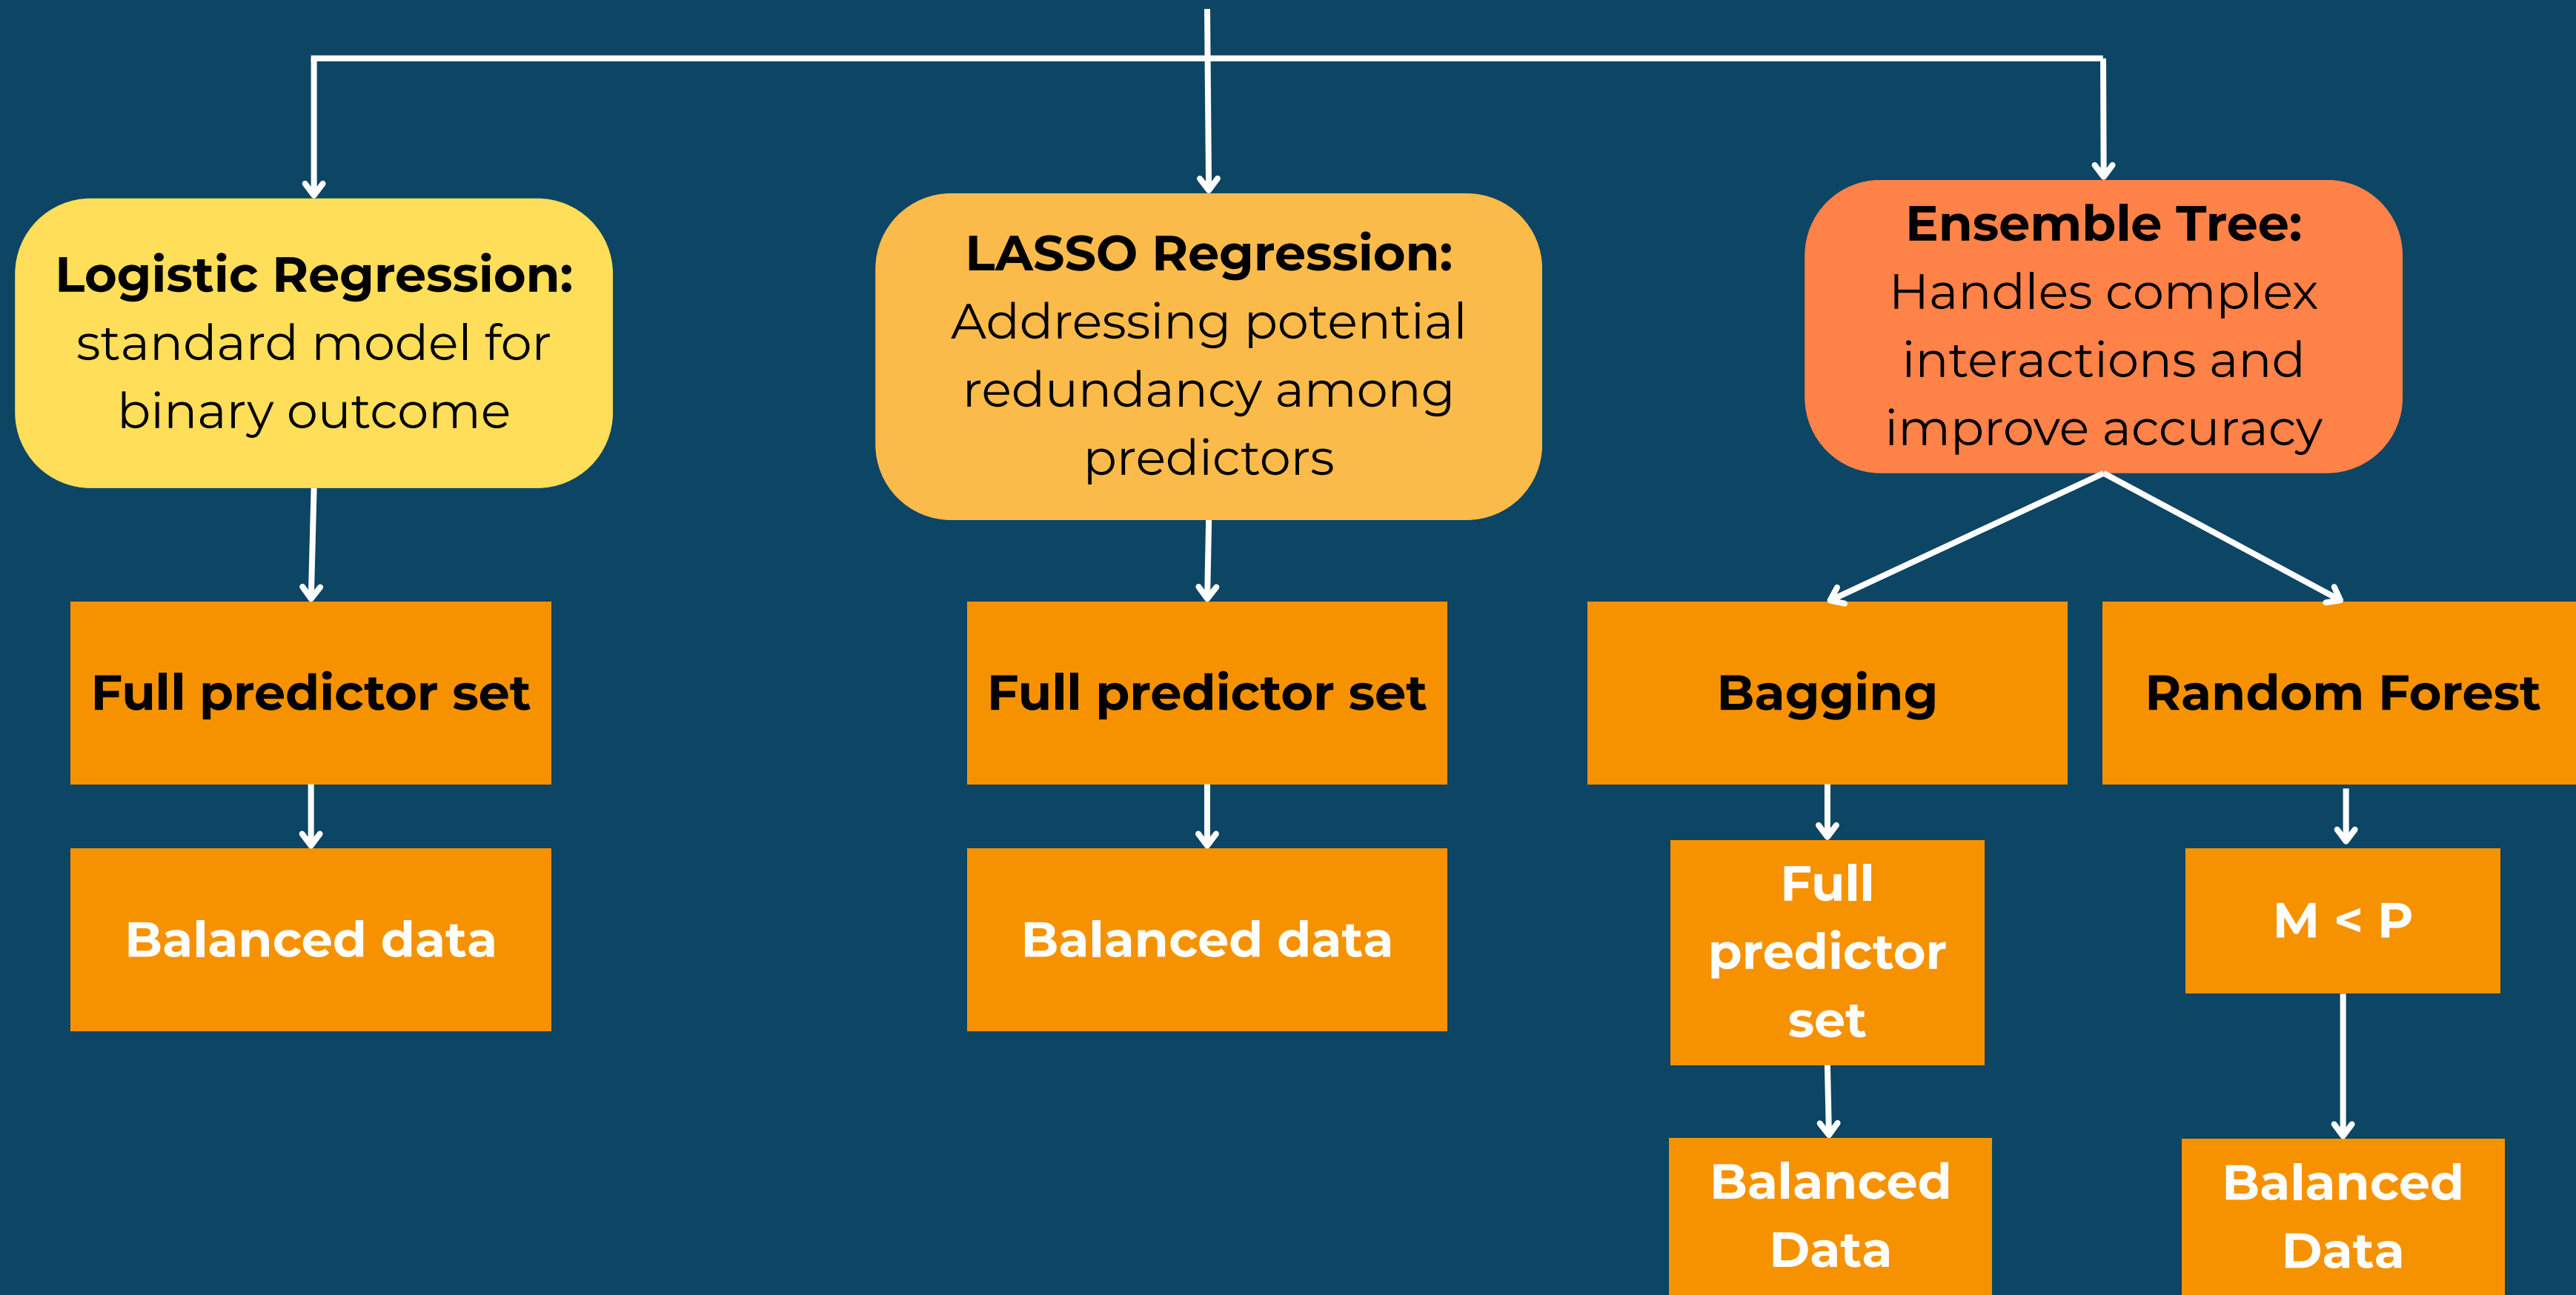 Logistic Regression:
standard model for
binary outcome
LASSO Regression:
Addressing potential
redundancy among
predictors
Ensemble Tree:
Handles complex
interactions and
improve accuracy
Full predictor set
Full predictor set
Bagging
Random Forest
Balanced data
Balanced data
Full
predictor
set
M < P
Balanced
Data
Balanced
Data